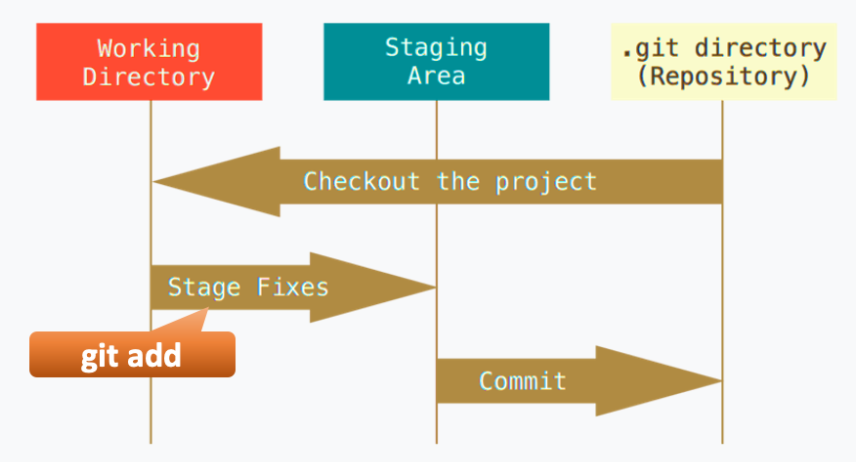 Working
Directory
Staging
Area
.git directory
(Repository)
Checkout the project
Stage Fixes
git add
Commit